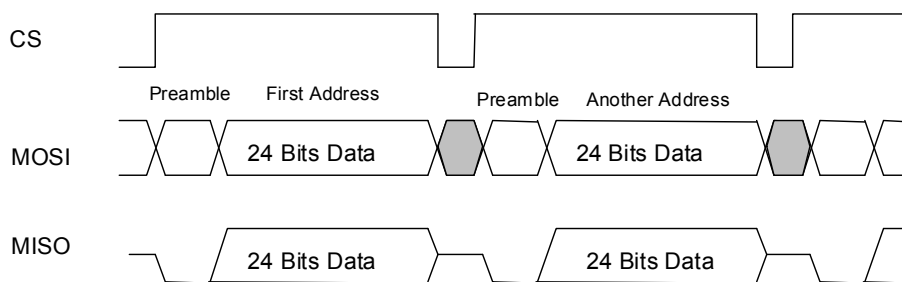 CS
Preamble First Address Preamble Another Address
MOSI 24 Bits Data 24 Bits Data
MISO 24 Bits Data 24 Bits Data